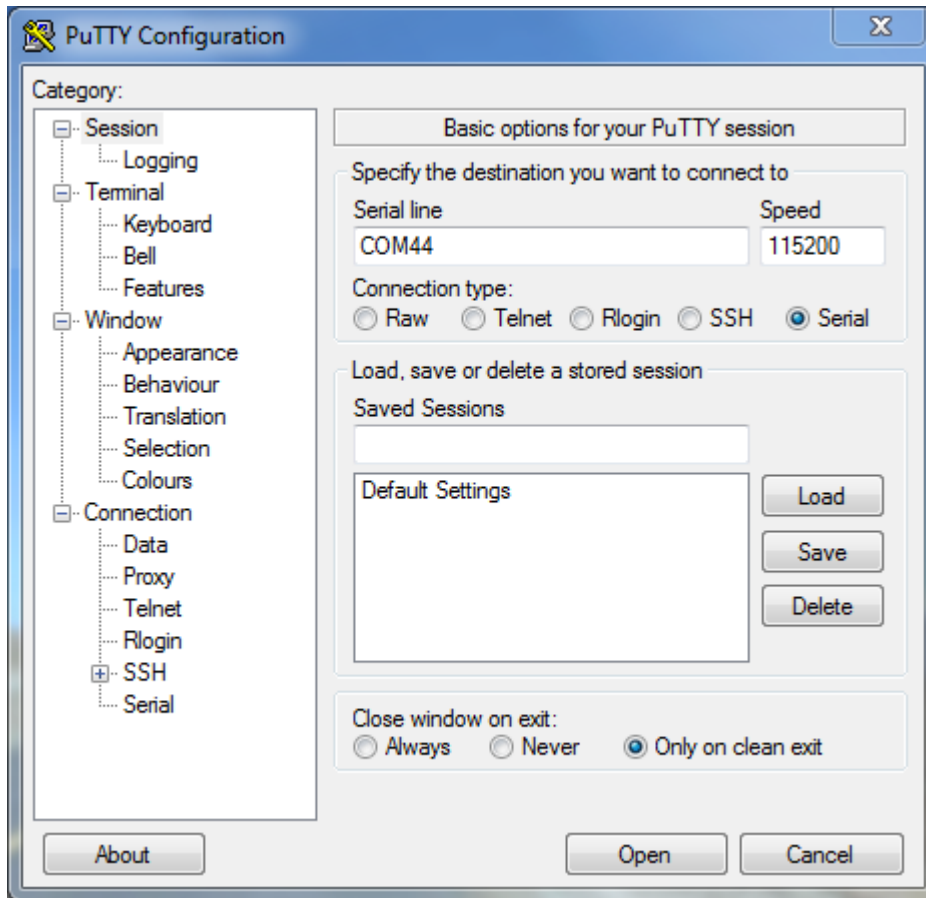 PuTTY Configuration
Category:
Session
Logging
Terminal
Keyboard
Bell
Features
Window
Appearance
Behaviour
Translation
Selection
Colours
Connection
Data
Proxy
Telnet
Rlogin
SSH
Serial
Basic options for your PuTTY session
Specify the destination you want to connect to
Serial line Speed
COM44 115200
Connection type:
Raw Telnet Rlogin SSH Serial
Load, save or delete a stored session
Saved Sessions
Default Settings
Load
Save
Delete
Close window on exit:
Always Never Only on clean exit
About Open Cancel